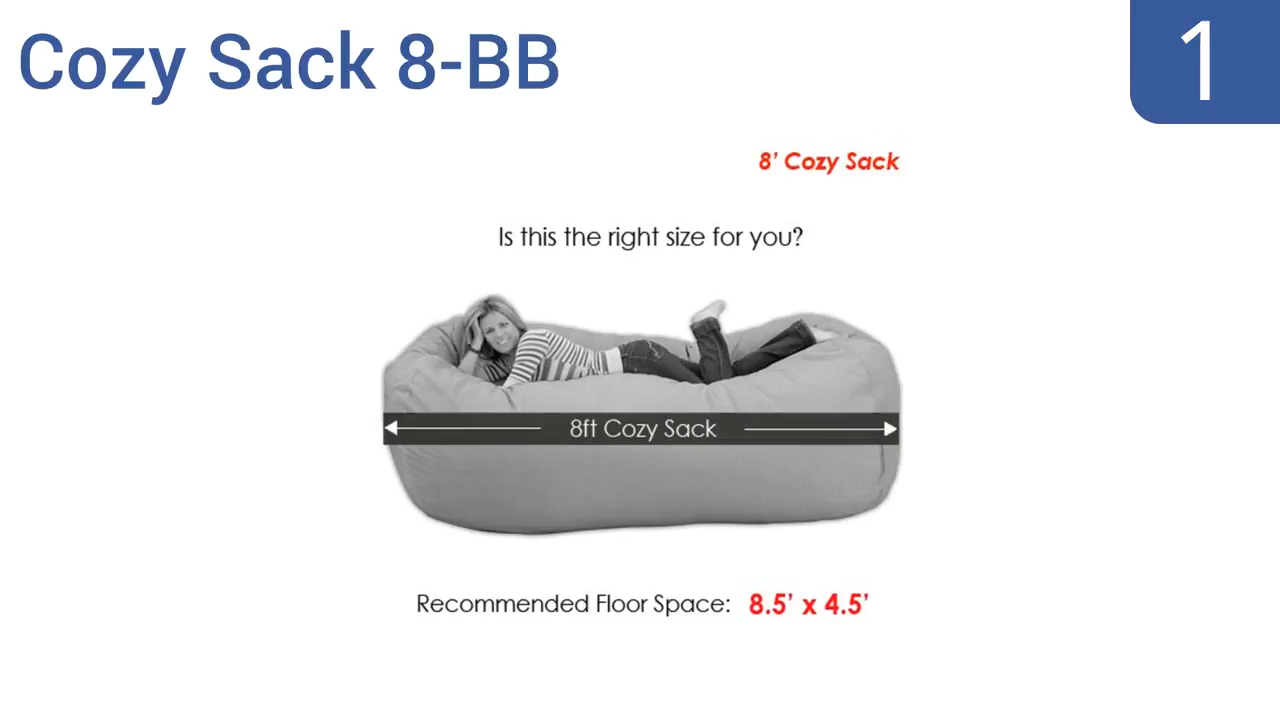 Cozy Sack 8-BB
1
8’ Cozy Sack
Is this the right size for you?
8ft Cozy Sack
Recommended Floor Space: 8.5’ x 4.5’